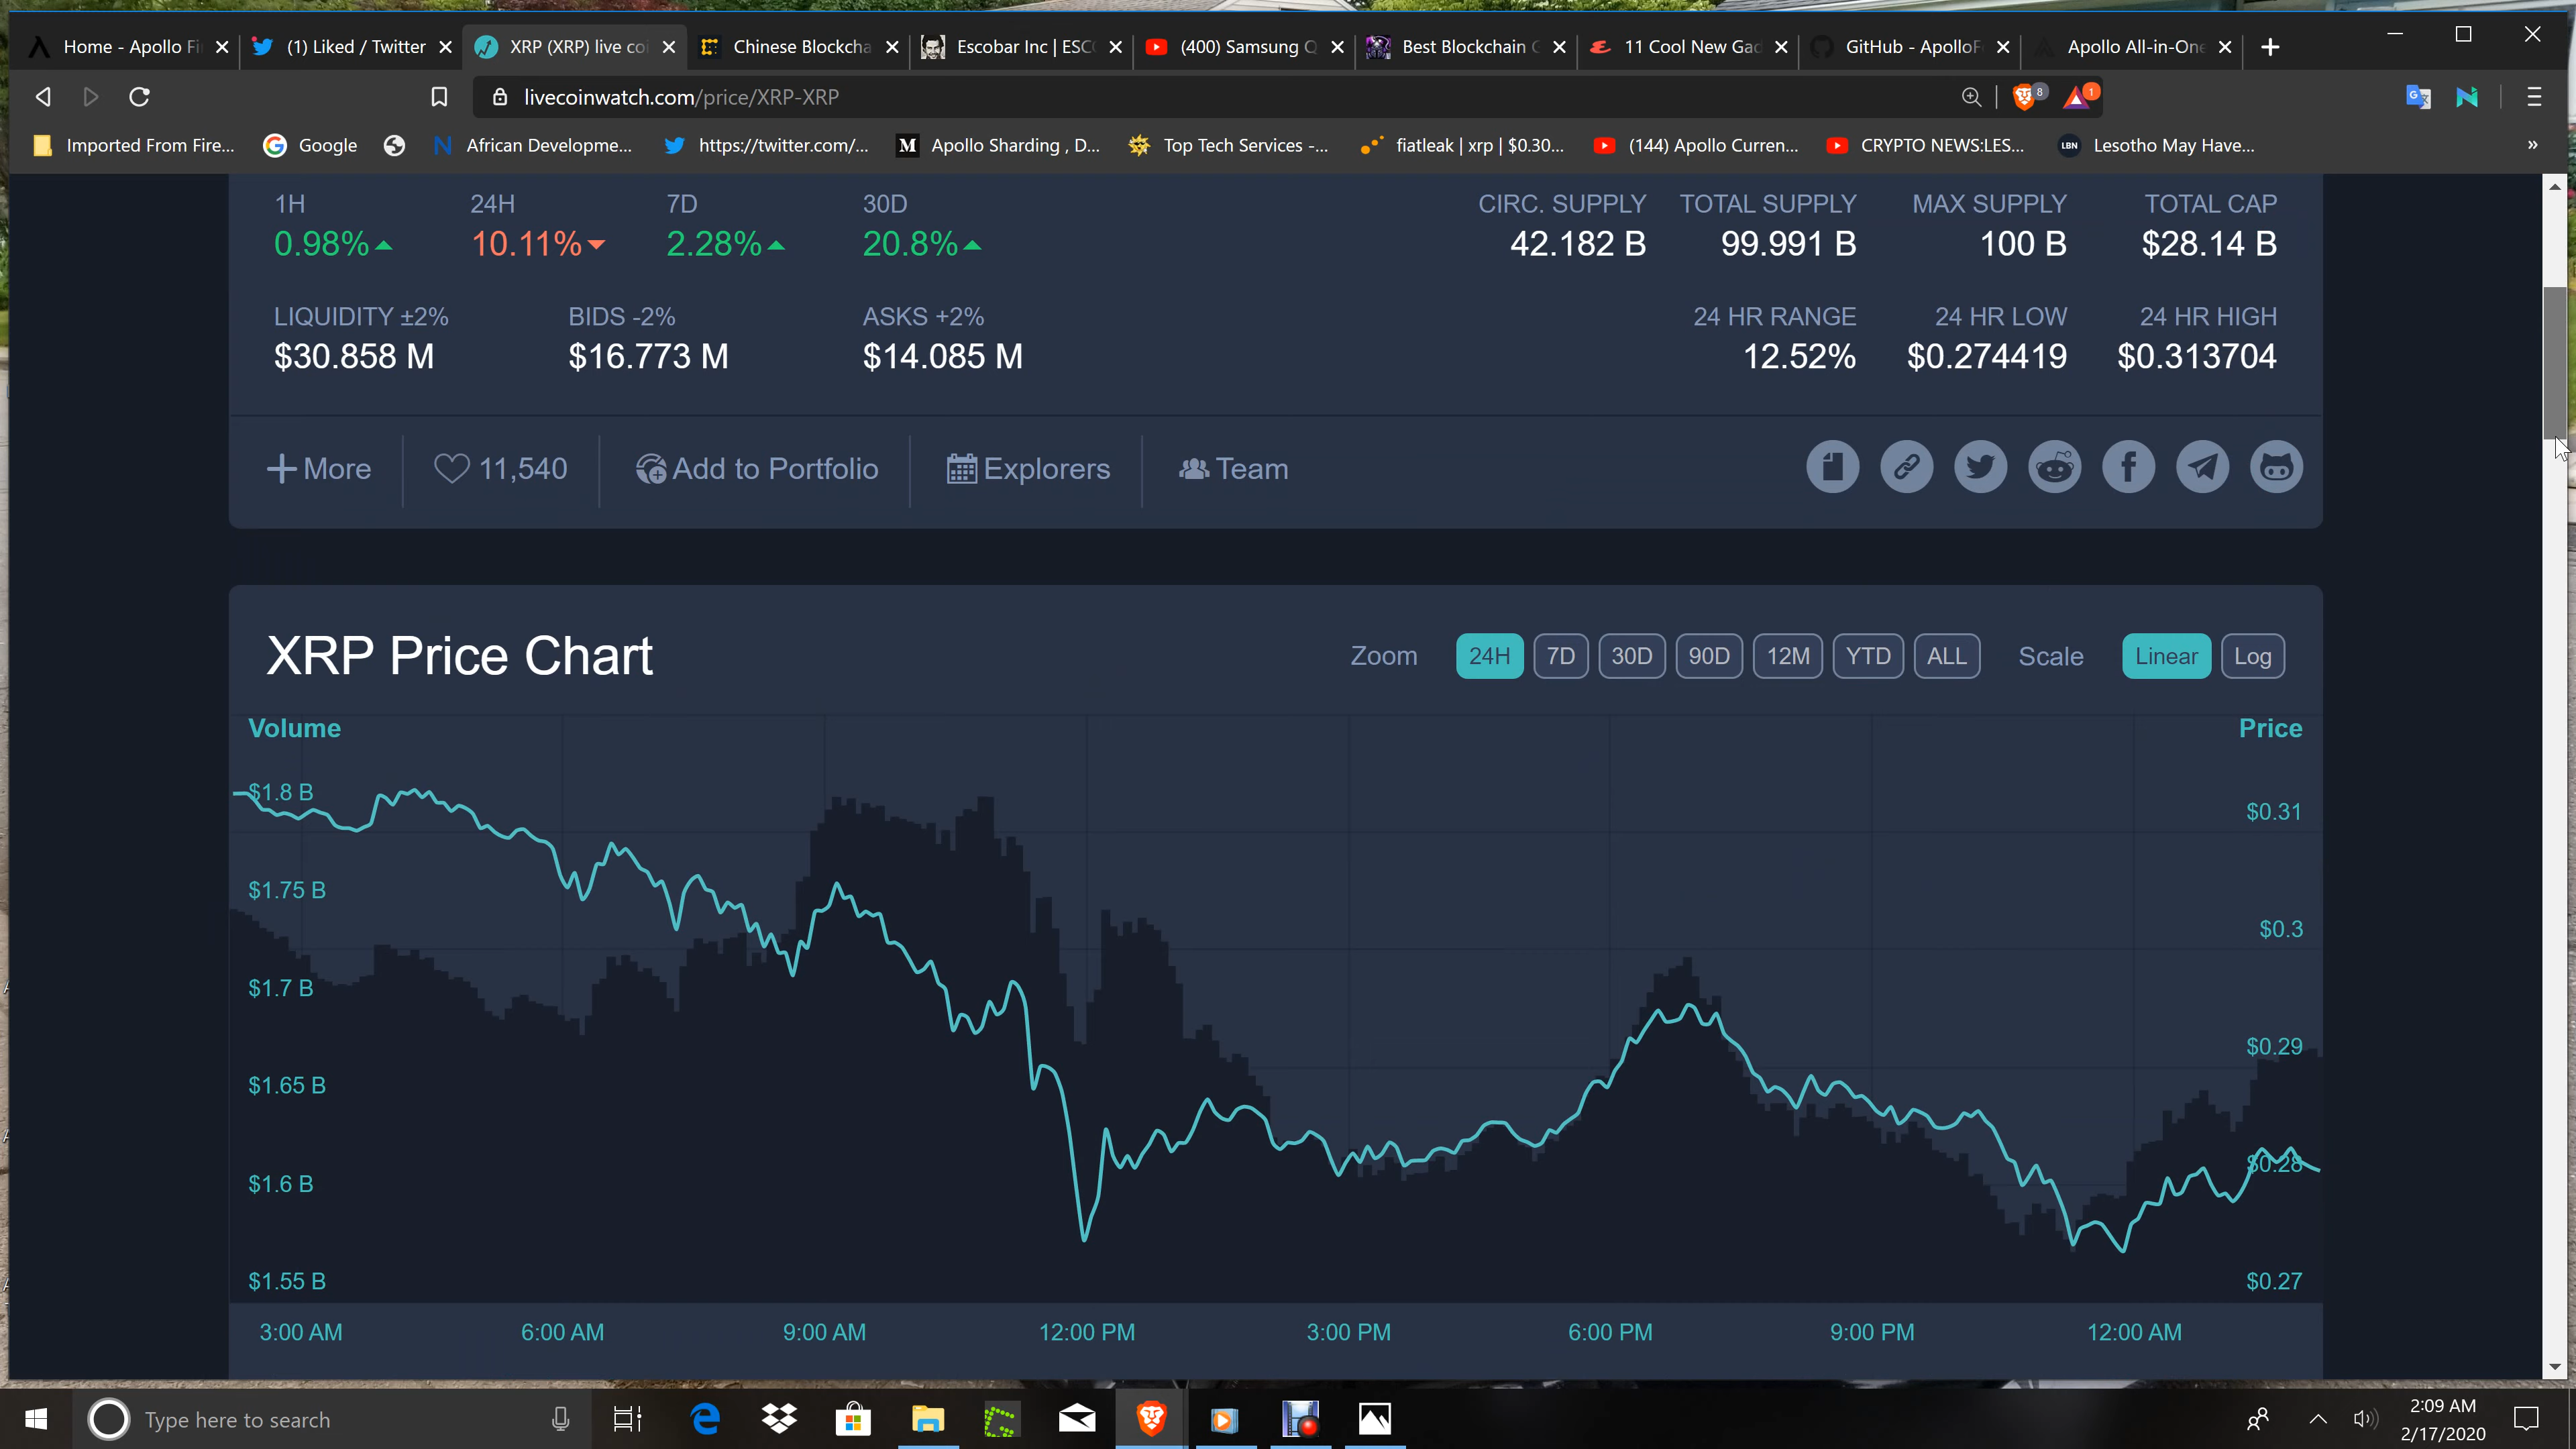 Home - Apollo Fi
(1) Liked / Twitter
XRP (XRP) live coi
Chinese Blockcha
Escobar Inc | ESC
(400) Samsung Q
Best Blockchain
11 Cool New Gad
GitHub - ApolloF
Apollo All-in-One
livecoinwatch.com/price/XRP-XRP
8
1
Imported From Fire...
Google
African Developme...
https://twitter.com/...
M
Apollo Sharding , D...
Top Tech Services -...
fiatleak | xrp | $0.30...
(144) Apollo Curren...
CRYPTO NEWS:LES...
LBN
Lesotho May Have...
»
1H
24H
7D
30D
CIRC. SUPPLY
TOTAL SUPPLY
MAX SUPPLY
TOTAL CAP
0.98%
10.11%
2.28%
20.8%
42.182 B
99.991 B
100 B
$28.14 B
LIQUIDITY ±2%
BIDS -2%
ASKS +2%
24 HR RANGE
24 HR LOW
24 HR HIGH
$30.858 M
$16.773 M
$14.085 M
12.52%
$0.274419
$0.313704
More
11,540
Add to Portfolio
Explorers
Team
XRP Price Chart
Zoom
24H
7D
30D
90D
12M
YTD
ALL
Scale
Linear
Log
Volume
Price
$1.8 B
$0.31
$1.75 B
$0.3
$1.7 B
$0.29
$1.65 B
$0.28
$1.6 B
$1.55 B
$0.27
3:00 AM
6:00 AM
9:00 AM
12:00 PM
3:00 PM
6:00 PM
9:00 PM
12:00 AM
Type here to search
2:09 AM
2/17/2020